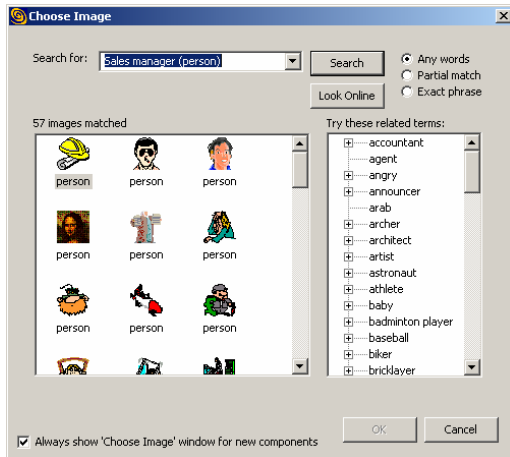 Choose Image
Search for:
Sales manager (person)
Search
Look Online
Any words
Partial match
Exact phrase
57 images matched
person person person
person person person
person person person
Try these related terms:
accountant
agent
angry
announcer
arab
archer
architect
artist
astronaut
athlete
baby
badminton player
baseball
biker
bricklayer
Always show 'Choose Image' window for new components
OK
Cancel